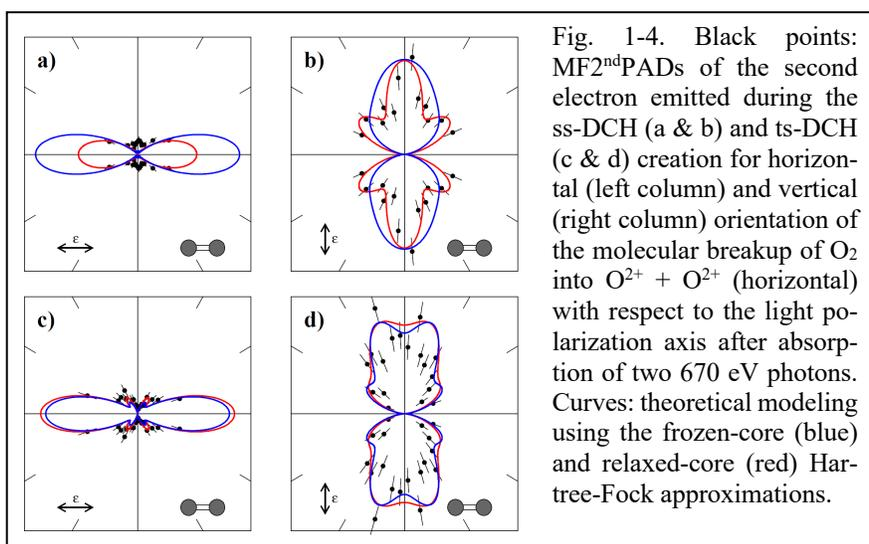 a)
b)
ε
ε
c)
d)
ε
ε
Fig. 1-4. Black points:
MF2ndPADs of the second
electron emitted during the
ss-DCH (a & b) and ts-DCH
(c & d) creation for horizon-
tal (left column) and vertical
(right column) orientation of
the molecular breakup of O2
into O2+ + O2+ (horizontal)
with respect to the light po-
larization axis after absorp-
tion of two 670 eV photons.
Curves: theoretical modeling
using the frozen-core (blue)
and relaxed-core (red) Har-
tree-Fock approximations.